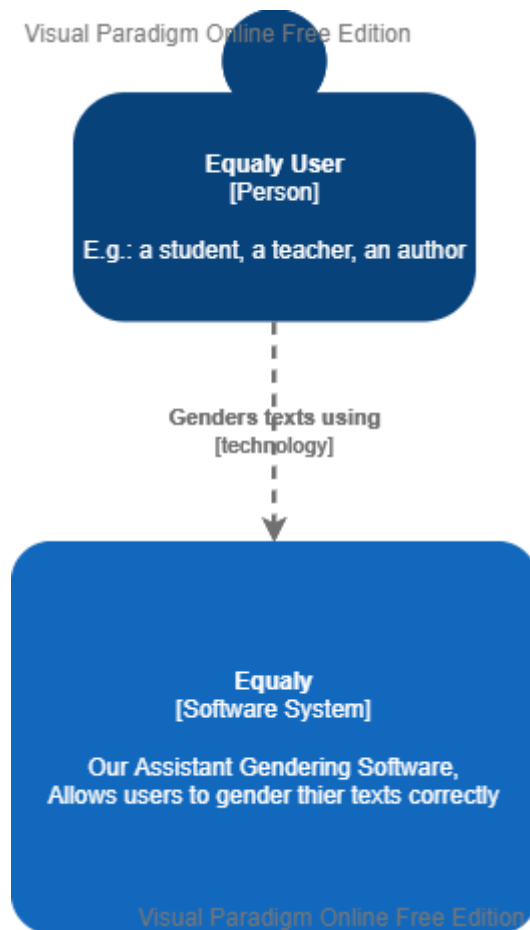 Visual Paradigm Online Free Edition
Equaly User
[Person]
E.g.: a student, a teacher, an author
Genders texts using
[technology]
Equaly
[Software System]
Our Assistant Gendering Software,
Allows users to gender thier texts correctly
Visual Paradigm Online Free Edition